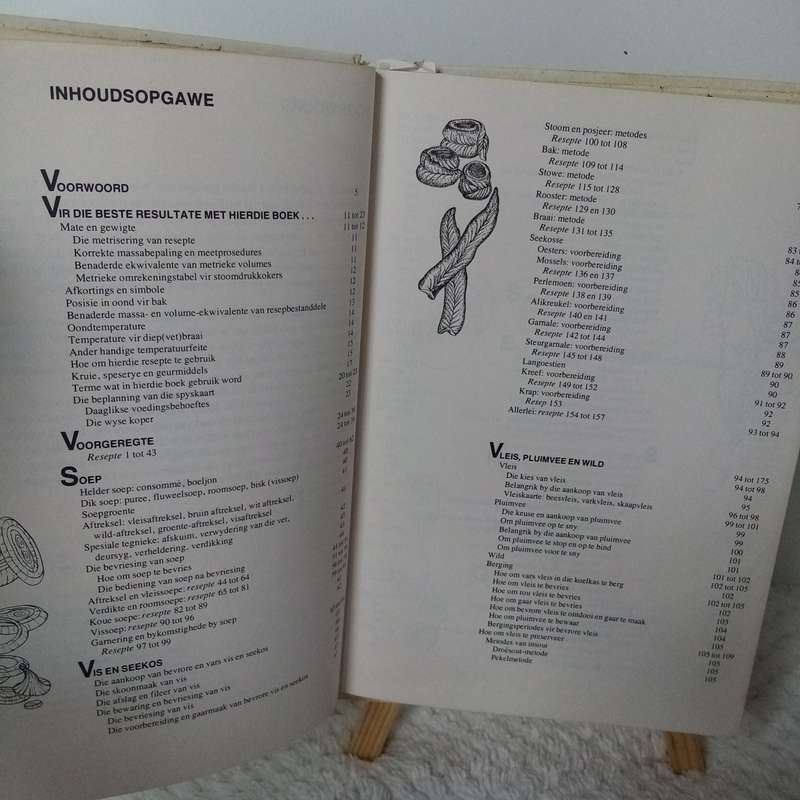 INHOUDSOPGAWE
VOORWOORD 5
VIR DIE BESTE RESULTATE MET HIERDIE BOEK . . . 11 tot 23
Mate en gewigte 11 tot 12
Die metrisering van resepte 11
Korrekte massabepaling en meetprosedures 11
Benaderde ekwivalente van metrieke volumes
Metrieke omrekeningstabel vir stoomdrukkokers
Afkortings en simbole
Posisie in oond vir bak
Benaderde massa- en volume-ekwivalente van resepbestanddele
Oondtemperature
Temperature vir diep(vet)braai
Ander handige temperatuurfeite
Hoe om hierdie resepte te gebruik
Kruie, speserye en geurmiddels
Terme wat in hierdie boek gebruik word
Die beplanning van die spyskaart
Daaglikse voedingsbehoeftes
Die wyse koper
VOORGEREGTE
Resepte 1 tot 43
SOEP
Helder soep: consommé, boeljon
Dik soep: puree, fluweelsoep, roomsoep, bisk (vissoep)
Soepgroente
Aftreksel: vleisaftreksel, bruin aftreksel, wit aftreksel,
wild-aftreksel, groente-aftreksel, visaftreksel
Spesiale tegnieke: afskuim, verwydering van die vet,
deursyg, verheldering, verdikking
Die bevriesing van soep
Hoe om soep te bevries
Die bediening van soep na bevriesing
Aftreksel en vleissoepe: resepte 44 tot 64
Verdikte en roomsoepe: resepte 65 tot 81
Koue soepe: resepte 82 tot 89
Vissoep: resepte 90 tot 96
Garnering en bykomstighede by soep
Resepte 97 tot 99
VIS EN SEEKOS
Die aankoop van bevrore en vars vis en seekos
Die skoonmaak van vis
Die afslag en fileer van vis
Die bewaring en bevriesing van vis
Die bevriesing van vis
Die voorbereiding en gaarmaak van bevrore vis en seekos
Stoom en posjeer: metodes
Resepte 100 tot 108
Bak: metode
Resepte 109 tot 114
Stowe: metode
Resepte 115 tot 128
Rooster: metode
Resepte 129 en 130
Braai: metode
Resepte 131 tot 135
Seekosse
Oesters: voorbereiding
Mossels: voorbereiding
Resepte 136 en 137
Perlemoen: voorbereiding
Resepte 138 en 139
Alikreukel: voorbereiding
Resepte 140 en 141
Garnale: voorbereiding
Resepte 142 tot 144
Steurgarnale: voorbereiding
Resepte 145 tot 148
Langoestien
Kreef: voorbereiding
Resepte 149 tot 152
Krap: voorbereiding
Resep 153
Allerlei: resepte 154 tot 157 93 tot 94
VLEIS, PLUIMVEE EN WILD 94 tot 175
Vleis 94 tot 98
Die kies van vleis 94
Belangrik by die aankoop van vleis 95
Vleiskaarte: beesvleis, varkvleis, skaapvleis 96 tot 98
Pluimvee 99 tot 101
Die keuse en aankoop van pluimvee 99
Om pluimvee op te sny 99
Belangrik by die aankoop van pluimvee 100
Om pluimvee te stop en op te bind 101
Om pluimvee voor te sny 101
Wild 101 tot 102
Berging 102 tot 105
Hoe om vars vleis in die koelkas te berg 102
Hoe om vleis te bevries 102 tot 105
Hoe om rou vleis te bevries 102
Hoe om gaar vleis te bevries 103
Hoe om bevrore vleis te ontdooi en gaar te maak 104
Hoe om pluimvee te bewaar 104
Bergingsperiodes vir bevrore vleis 105
Hoe om vleis te preserveer 105 tot 109
Metodes van insout 105
Droësout-metode 105
Pekelmetode 105